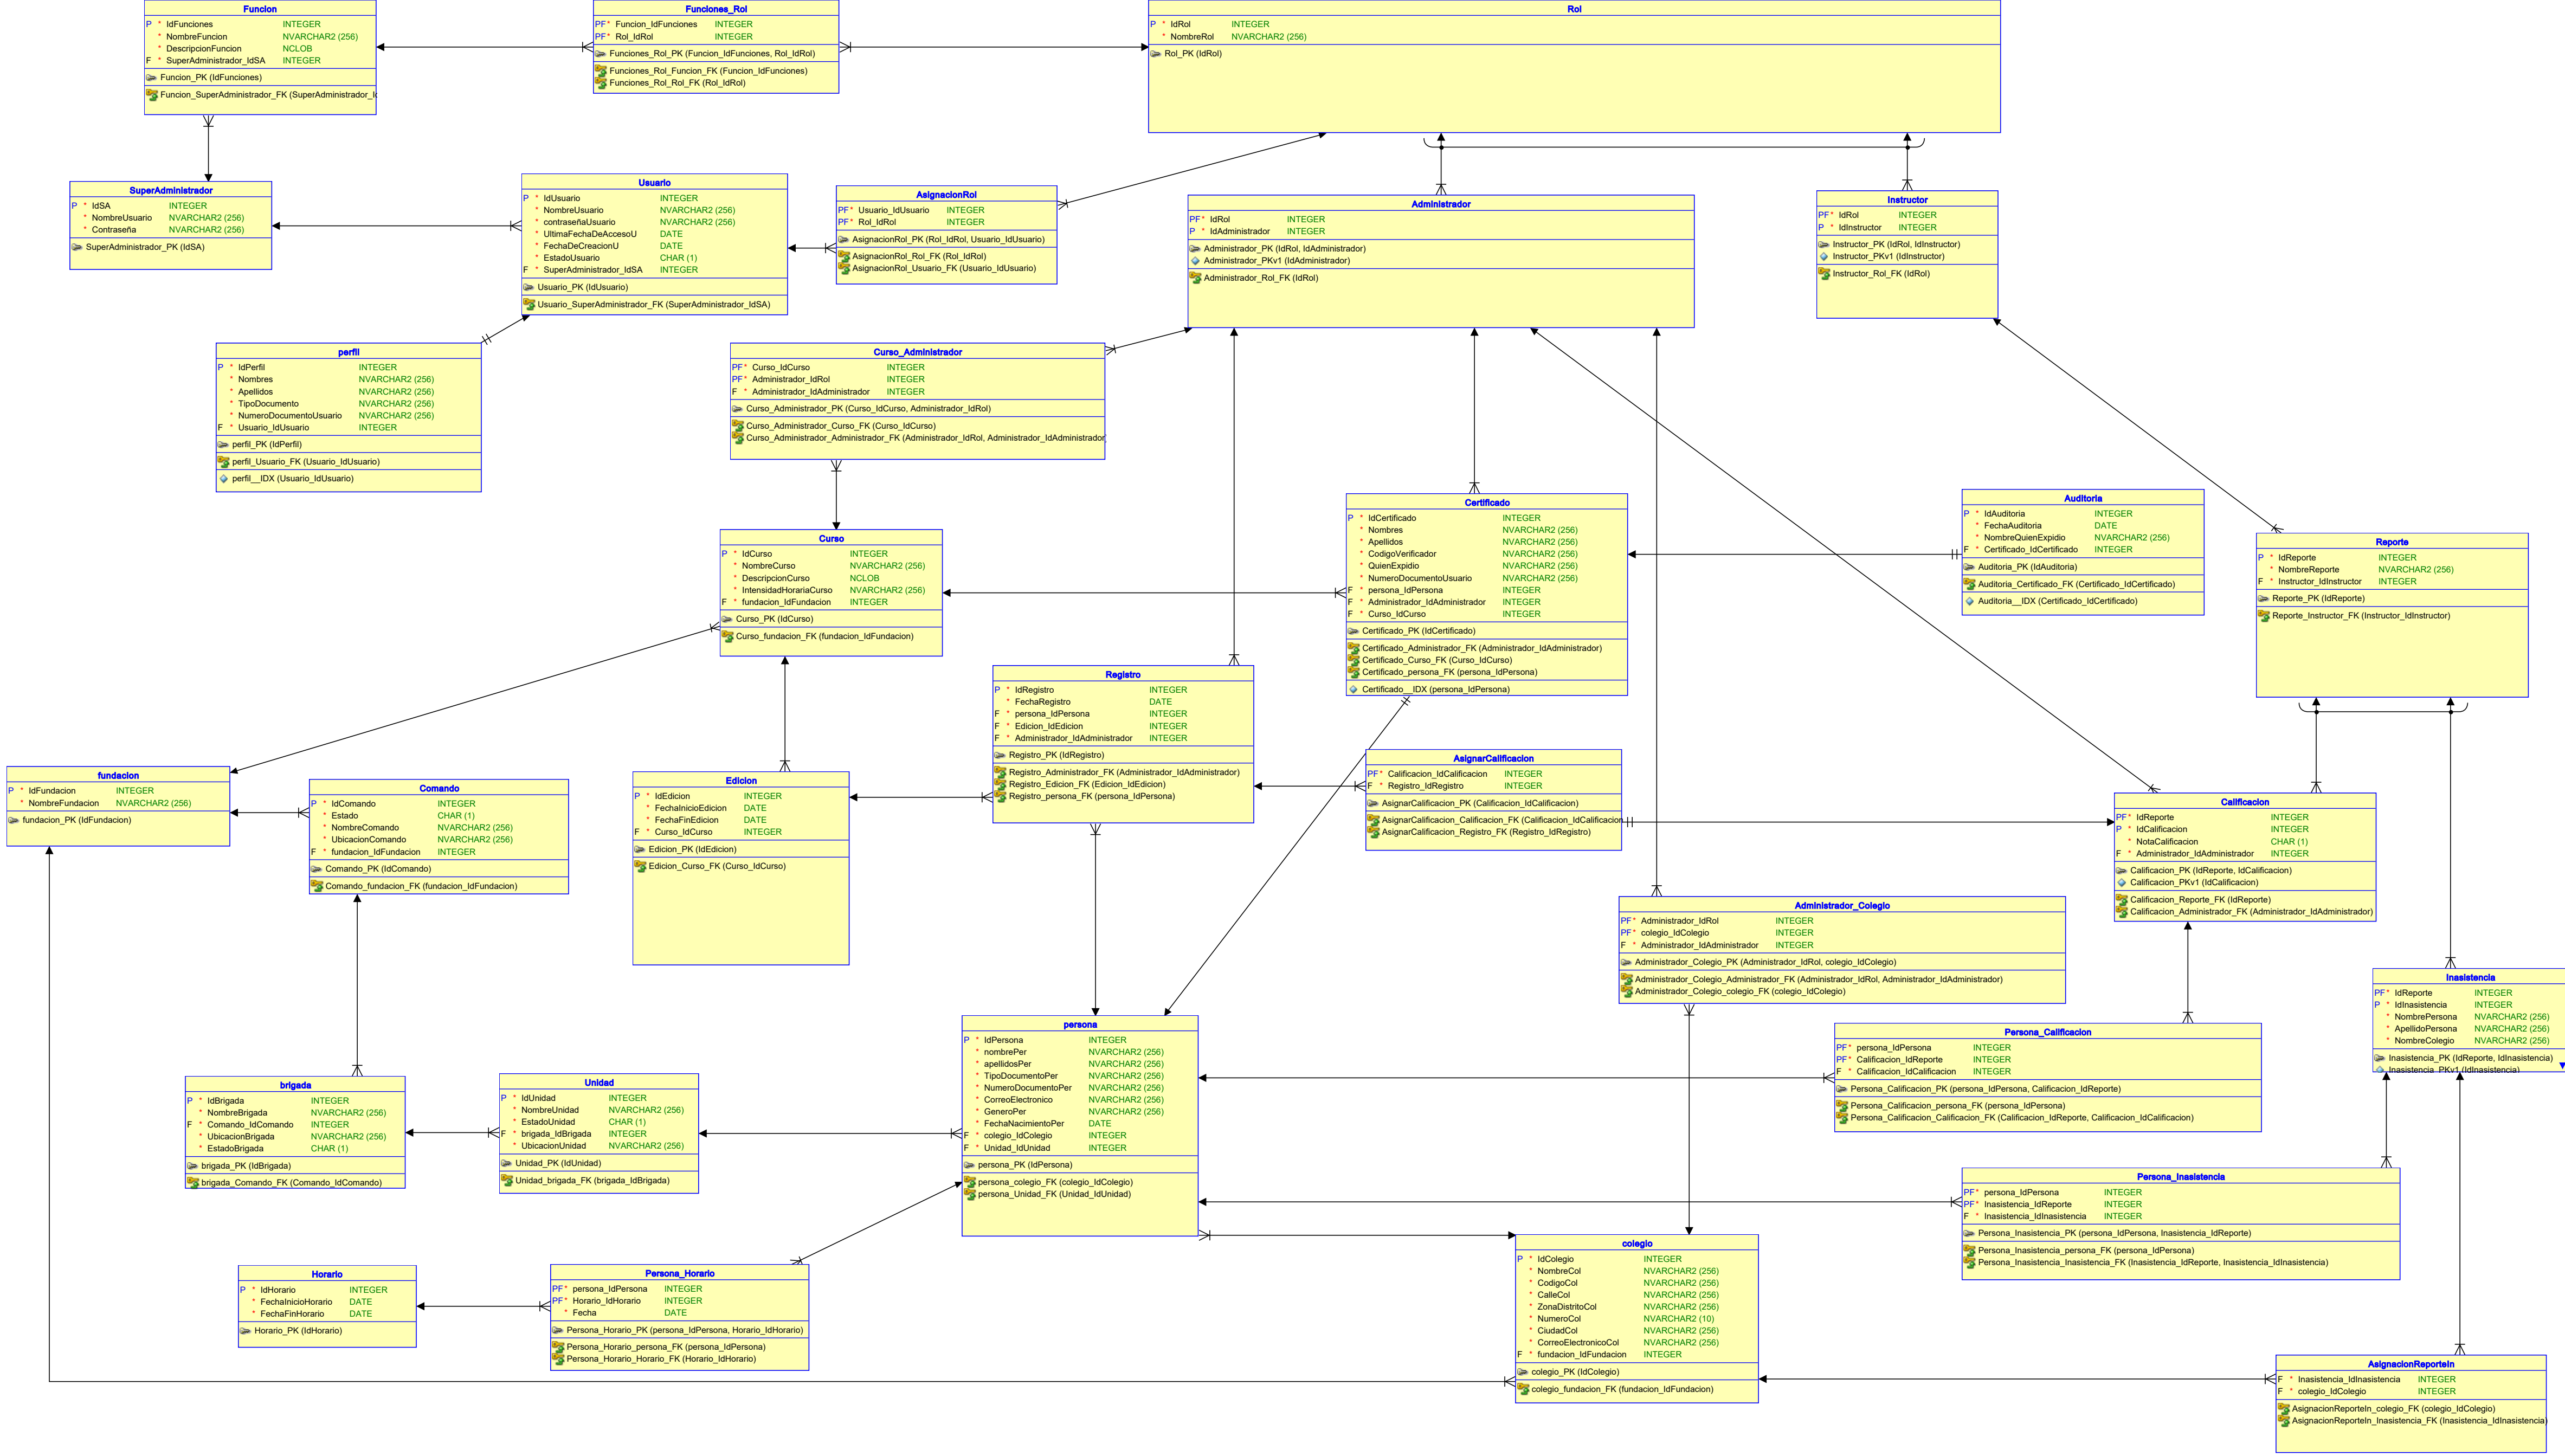 Funcion
P * IdFunciones INTEGER
* NombreFuncion NVARCHAR2 (256)
* DescripcionFuncion NCLOB
F * SuperAdministrador_IdSA INTEGER
Funcion_PK (IdFunciones)
Funcion_SuperAdministrador_FK (SuperAdministrador_Id
Funciones_Rol
PF* Funcion_IdFunciones INTEGER
PF* Rol_IdRol INTEGER
Funciones_Rol_PK (Funcion_IdFunciones, Rol_IdRol)
Funciones_Rol_Funcion_FK (Funcion_IdFunciones)
Funciones_Rol_Rol_FK (Rol_IdRol)
Rol
P * IdRol INTEGER
* NombreRol NVARCHAR2 (256)
Rol_PK (IdRol)
SuperAdministrador
P * IdSA INTEGER
* NombreUsuario NVARCHAR2 (256)
* Contraseña NVARCHAR2 (256)
SuperAdministrador_PK (IdSA)
Usuario
P * IdUsuario INTEGER
* NombreUsuario NVARCHAR2 (256)
* contraseñaUsuario NVARCHAR2 (256)
* UltimaFechaDeAccesoU DATE
* FechaDeCreacionU DATE
* EstadoUsuario CHAR (1)
F * SuperAdministrador_IdSA INTEGER
Usuario_PK (IdUsuario)
Usuario_SuperAdministrador_FK (SuperAdministrador_IdSA)
AsignacionRol
PF* Usuario_IdUsuario INTEGER
PF* Rol_IdRol INTEGER
AsignacionRol_PK (Rol_IdRol, Usuario_IdUsuario)
AsignacionRol_Rol_FK (Rol_IdRol)
AsignacionRol_Usuario_FK (Usuario_IdUsuario)
Administrador
PF* IdRol INTEGER
P * IdAdministrador INTEGER
Administrador_PK (IdRol, IdAdministrador)
Administrador_PKv1 (IdAdministrador)
Administrador_Rol_FK (IdRol)
Instructor
PF* IdRol INTEGER
P * IdInstructor INTEGER
Instructor_PK (IdRol, IdInstructor)
Instructor_PKv1 (IdInstructor)
Instructor_Rol_FK (IdRol)
perfil
P * IdPerfil INTEGER
* Nombres NVARCHAR2 (256)
* Apellidos NVARCHAR2 (256)
* TipoDocumento NVARCHAR2 (256)
* NumeroDocumentoUsuario NVARCHAR2 (256)
F * Usuario_IdUsuario INTEGER
perfil_PK (IdPerfil)
perfil_Usuario_FK (Usuario_IdUsuario)
perfil__IDX (Usuario_IdUsuario)
Curso_Administrador
PF* Curso_IdCurso INTEGER
PF* Administrador_IdRol INTEGER
F * Administrador_IdAdministrador INTEGER
Curso_Administrador_PK (Curso_IdCurso, Administrador_IdRol)
Curso_Administrador_Curso_FK (Curso_IdCurso)
Curso_Administrador_Administrador_FK (Administrador_IdRol, Administrador_IdAdministrador
Curso
P * IdCurso INTEGER
* NombreCurso NVARCHAR2 (256)
* DescripcionCurso NCLOB
* IntensidadHorariaCurso NVARCHAR2 (256)
F * fundacion_IdFundacion INTEGER
Curso_PK (IdCurso)
Curso_fundacion_FK (fundacion_IdFundacion)
Certificado
P * IdCertificado INTEGER
* Nombres NVARCHAR2 (256)
* Apellidos NVARCHAR2 (256)
* CodigoVerificador NVARCHAR2 (256)
* QuienExpidio NVARCHAR2 (256)
* NumeroDocumentoUsuario NVARCHAR2 (256)
F * persona_IdPersona INTEGER
F * Administrador_IdAdministrador INTEGER
F * Curso_IdCurso INTEGER
Certificado_PK (IdCertificado)
Certificado_Administrador_FK (Administrador_IdAdministrador)
Certificado_Curso_FK (Curso_IdCurso)
Certificado_persona_FK (persona_IdPersona)
Certificado__IDX (persona_IdPersona)
Auditoria
P * IdAuditoria INTEGER
* FechaAuditoria DATE
* NombreQuienExpidio NVARCHAR2 (256)
F * Certificado_IdCertificado INTEGER
Auditoria_PK (IdAuditoria)
Auditoria_Certificado_FK (Certificado_IdCertificado)
Auditoria__IDX (Certificado_IdCertificado)
Reporte
P * IdReporte INTEGER
* NombreReporte NVARCHAR2 (256)
F * Instructor_IdInstructor INTEGER
Reporte_PK (IdReporte)
Reporte_Instructor_FK (Instructor_IdInstructor)
Registro
P * IdRegistro INTEGER
* FechaRegistro DATE
F * persona_IdPersona INTEGER
F * Edicion_IdEdicion INTEGER
F * Administrador_IdAdministrador INTEGER
Registro_PK (IdRegistro)
Registro_Administrador_FK (Administrador_IdAdministrador)
Registro_Edicion_FK (Edicion_IdEdicion)
Registro_persona_FK (persona_IdPersona)
AsignarCalificacion
PF* Calificacion_IdCalificacion INTEGER
F * Registro_IdRegistro INTEGER
AsignarCalificacion_PK (Calificacion_IdCalificacion)
AsignarCalificacion_Calificacion_FK (Calificacion_IdCalificacion
AsignarCalificacion_Registro_FK (Registro_IdRegistro)
fundacion
P * IdFundacion INTEGER
* NombreFundacion NVARCHAR2 (256)
fundacion_PK (IdFundacion)
Comando
P * IdComando INTEGER
* Estado CHAR (1)
* NombreComando NVARCHAR2 (256)
* UbicacionComando NVARCHAR2 (256)
F * fundacion_IdFundacion INTEGER
Comando_PK (IdComando)
Comando_fundacion_FK (fundacion_IdFundacion)
Edicion
P * IdEdicion INTEGER
* FechaInicioEdicion DATE
* FechaFinEdicion DATE
F * Curso_IdCurso INTEGER
Edicion_PK (IdEdicion)
Edicion_Curso_FK (Curso_IdCurso)
Calificacion
PF* IdReporte INTEGER
P * IdCalificacion INTEGER
* NotaCalificacion CHAR (1)
F * Administrador_IdAdministrador INTEGER
Calificacion_PK (IdReporte, IdCalificacion)
Calificacion_PKv1 (IdCalificacion)
Calificacion_Reporte_FK (IdReporte)
Calificacion_Administrador_FK (Administrador_IdAdministrador)
Administrador_Colegio
PF* Administrador_IdRol INTEGER
PF* colegio_IdColegio INTEGER
F * Administrador_IdAdministrador INTEGER
Administrador_Colegio_PK (Administrador_IdRol, colegio_IdColegio)
Administrador_Colegio_Administrador_FK (Administrador_IdRol, Administrador_IdAdministrador)
Administrador_Colegio_colegio_FK (colegio_IdColegio)
Inasistencia
PF* IdReporte INTEGER
P * IdInasistencia INTEGER
* NombrePersona NVARCHAR2 (256)
* ApellidoPersona NVARCHAR2 (256)
* NombreColegio NVARCHAR2 (256)
Inasistencia_PK (IdReporte, IdInasistencia)
Inasistencia_PKv1 (IdInasistencia)
persona
P * IdPersona INTEGER
* nombrePer NVARCHAR2 (256)
* apellidosPer NVARCHAR2 (256)
* TipoDocumentoPer NVARCHAR2 (256)
* NumeroDocumentoPer NVARCHAR2 (256)
* CorreoElectronico NVARCHAR2 (256)
* GeneroPer NVARCHAR2 (256)
* FechaNacimientoPer DATE
F * colegio_IdColegio INTEGER
F * Unidad_IdUnidad INTEGER
persona_PK (IdPersona)
persona_colegio_FK (colegio_IdColegio)
persona_Unidad_FK (Unidad_IdUnidad)
Persona_Calificacion
PF* persona_IdPersona INTEGER
PF* Calificacion_IdReporte INTEGER
F * Calificacion_IdCalificacion INTEGER
Persona_Calificacion_PK (persona_IdPersona, Calificacion_IdReporte)
Persona_Calificacion_persona_FK (persona_IdPersona)
Persona_Calificacion_Calificacion_FK (Calificacion_IdReporte, Calificacion_IdCalificacion)
brigada
P * IdBrigada INTEGER
* NombreBrigada NVARCHAR2 (256)
F * Comando_IdComando INTEGER
* UbicacionBrigada NVARCHAR2 (256)
* EstadoBrigada CHAR (1)
brigada_PK (IdBrigada)
brigada_Comando_FK (Comando_IdComando)
Unidad
P * IdUnidad INTEGER
* NombreUnidad NVARCHAR2 (256)
* EstadoUnidad CHAR (1)
F * brigada_IdBrigada INTEGER
* UbicacionUnidad NVARCHAR2 (256)
Unidad_PK (IdUnidad)
Unidad_brigada_FK (brigada_IdBrigada)
Persona_Inasistencia
PF* persona_IdPersona INTEGER
PF* Inasistencia_IdReporte INTEGER
F * Inasistencia_IdInasistencia INTEGER
Persona_Inasistencia_PK (persona_IdPersona, Inasistencia_IdReporte)
Persona_Inasistencia_persona_FK (persona_IdPersona)
Persona_Inasistencia_Inasistencia_FK (Inasistencia_IdReporte, Inasistencia_IdInasistencia)
Horario
P * IdHorario INTEGER
* FechaInicioHorario DATE
* FechaFinHorario DATE
Horario_PK (IdHorario)
Persona_Horario
PF* persona_IdPersona INTEGER
PF* Horario_IdHorario INTEGER
* Fecha DATE
Persona_Horario_PK (persona_IdPersona, Horario_IdHorario)
Persona_Horario_persona_FK (persona_IdPersona)
Persona_Horario_Horario_FK (Horario_IdHorario)
colegio
P * IdColegio INTEGER
* NombreCol NVARCHAR2 (256)
* CodigoCol NVARCHAR2 (256)
* CalleCol NVARCHAR2 (256)
* ZonaDistritoCol NVARCHAR2 (256)
* NumeroCol NVARCHAR2 (10)
* CiudadCol NVARCHAR2 (256)
* CorreoElectronicoCol NVARCHAR2 (256)
F * fundacion_IdFundacion INTEGER
colegio_PK (IdColegio)
colegio_fundacion_FK (fundacion_IdFundacion)
AsignacionReporteIn
F * Inasistencia_IdInasistencia INTEGER
F * colegio_IdColegio INTEGER
AsignacionReporteIn_colegio_FK (colegio_IdColegio)
AsignacionReporteIn_Inasistencia_FK (Inasistencia_IdInasistencia)